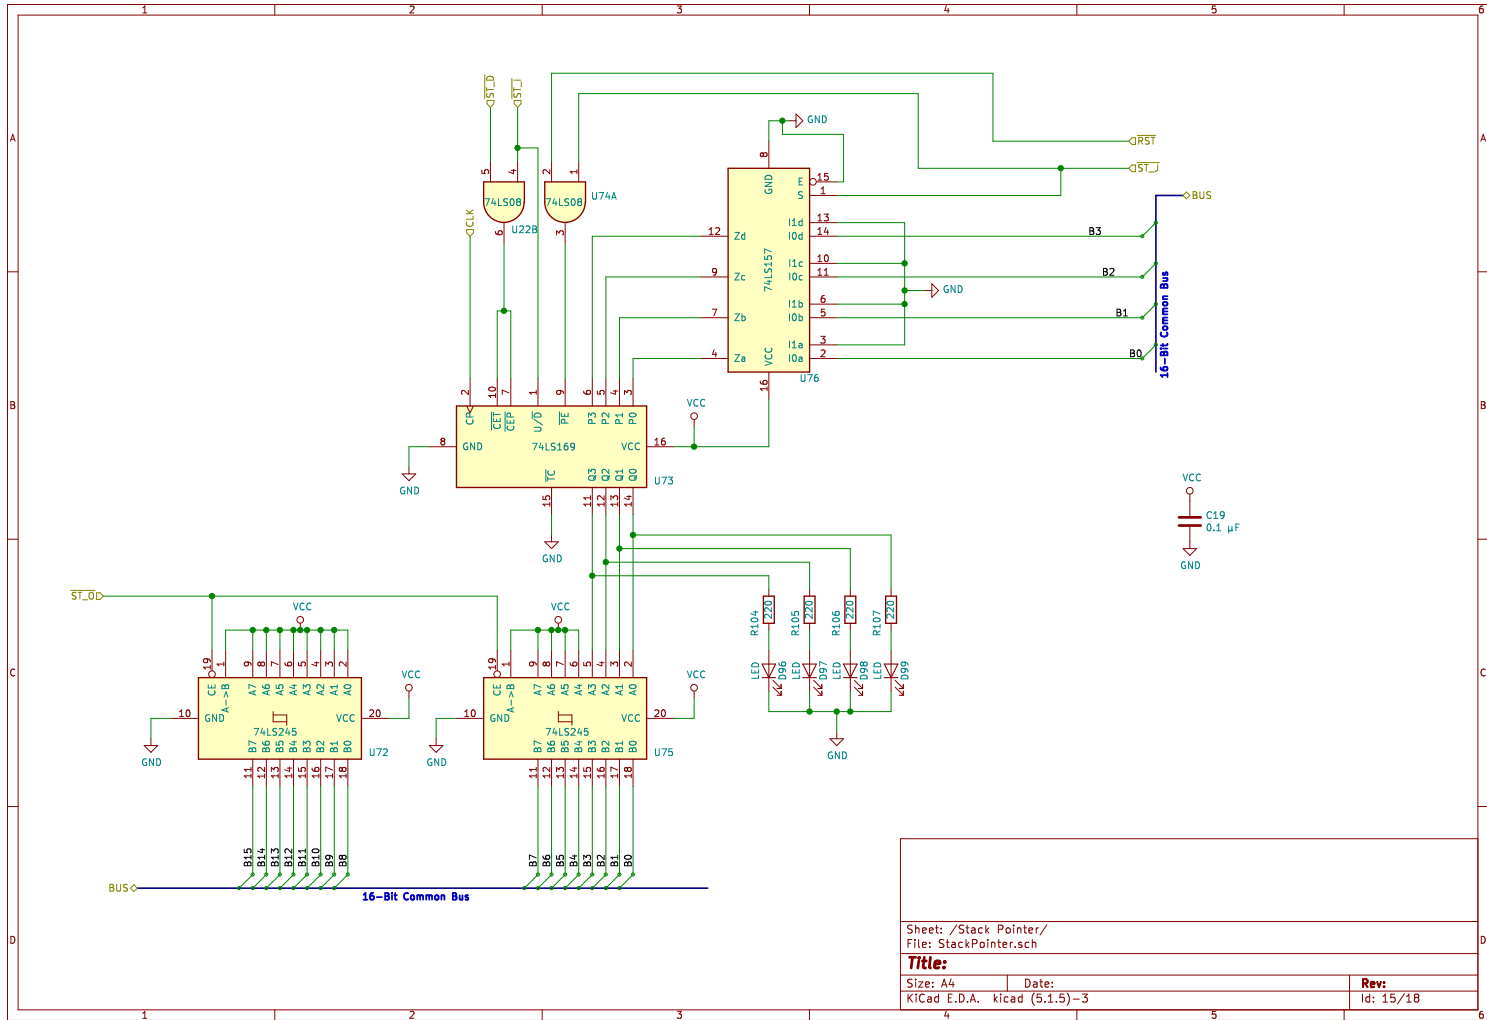 1 2 3 4 5 6
A
B
C
D
A
B
C
D
1 2 3 4 5 6
ST_D
ST_I
5 4
74LS08
U22B
6
2 1
74LS08
U74A
3
CLK
GND
8
GND
E 15
S 1
I1d 13
I0d 14
I1c 10
I0c 11
I1b 6
I0b 5
I1a 3
I0a 2
12 Zd
9 Zc
7 Zb
4 Za
74LS157
VCC
16
U76
GND
RST
ST_J
BUS
B3
B2
B1
B0
16-Bit Common Bus
2 10 7 1 9 6 5 4 3
CP CET CEP U/D PE P3 P2 P1 P0
8 GND 74LS169 VCC 16
TC Q3 Q2 Q1 Q0
U73
15 11 12 13 14
VCC
GND
GND
VCC
C19
0.1 µF
GND
R104 220
R105 220
R106 220
R107 220
LED D96
LED D97
LED D98
LED D99
GND
ST_O
VCC
19 1 9 8 7 6 5 4 3 2
CE A->B A7 A6 A5 A4 A3 A2 A1 A0
10 GND VCC 20
74LS245
B7 B6 B5 B4 B3 B2 B1 B0
U72
11 12 13 14 15 16 17 18
VCC
GND
B15 B14 B13 B12 B11 B10 B9 B8
VCC
19 1 9 8 7 6 5 4 3 2
CE A->B A7 A6 A5 A4 A3 A2 A1 A0
10 GND VCC 20
74LS245
B7 B6 B5 B4 B3 B2 B1 B0
U75
11 12 13 14 15 16 17 18
VCC
GND
B7 B6 B5 B4 B3 B2 B1 B0
BUS
16-Bit Common Bus
Sheet: /Stack Pointer/
File: StackPointer.sch
Title:
Size: A4 Date: Rev:
KiCad E.D.A. kicad (5.1.5)-3 Id: 15/18